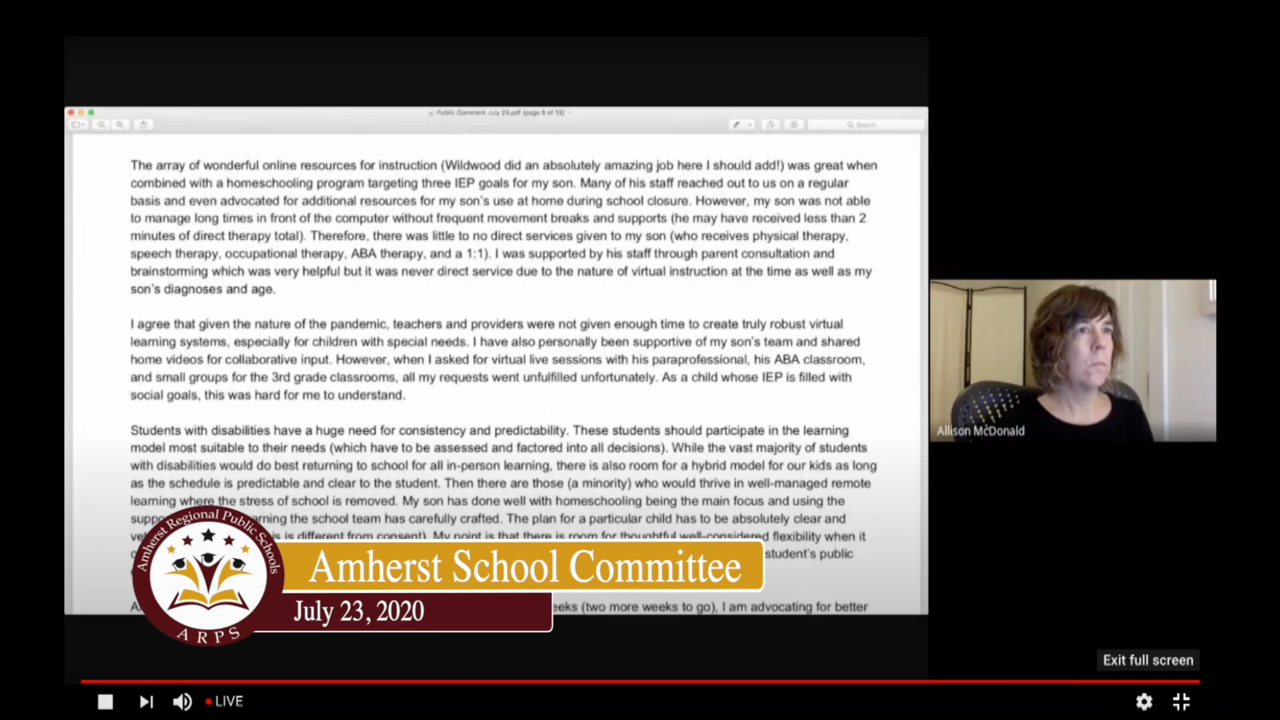 Public Comment July 23.pdf (page 8 of 15)
Search
The array of wonderful online resources for instruction (Wildwood did an absolutely amazing job here I should add!) was great when
combined with a homeschooling program targeting three IEP goals for my son. Many of his staff reached out to us on a regular
basis and even advocated for additional resources for my son's use at home during school closure. However, my son was not able
to manage long times in front of the computer without frequent movement breaks and supports (he may have received less than 2
minutes of direct therapy total). Therefore, there was little to no direct services given to my son (who receives physical therapy,
speech therapy, occupational therapy, ABA therapy, and a 1:1). I was supported by his staff through parent consultation and
brainstorming which was very helpful but it was never direct service due to the nature of virtual instruction at the time as well as my
son's diagnoses and age.
I agree that given the nature of the pandemic, teachers and providers were not given enough time to create truly robust virtual
learning systems, especially for children with special needs. I have also personally been supportive of my son's team and shared
home videos for collaborative input. However, when I asked for virtual live sessions with his paraprofessional, his ABA classroom,
and small groups for the 3rd grade classrooms, all my requests went unfulfilled unfortunately. As a child whose IEP is filled with
social goals, this was hard for me to understand.
Students with disabilities have a huge need for consistency and predictability. These students should participate in the learning
model most suitable to their needs (which have to be assessed and factored into all decisions). While the vast majority of students
with disabilities would do best returning to school for all in-person learning, there is also room for a hybrid model for our kids as long
as the schedule is predictable and clear to the student. Then there are those (a minority) who would thrive in well-managed remote
learning where the stress of school is removed. My son has done well with homeschooling being the main focus and using the
the school team has carefully crafted. The plan for a particular child has to be absolutely clear and
is different from consent). My point is that there is room for thoughtful well-considered flexibility when it
student's public
(two more weeks to go), I am advocating for better
Allison McDonald
Amherst Regional Public Schools
ARPS
Amherst School Committee
July 23, 2020
Exit full screen
LIVE